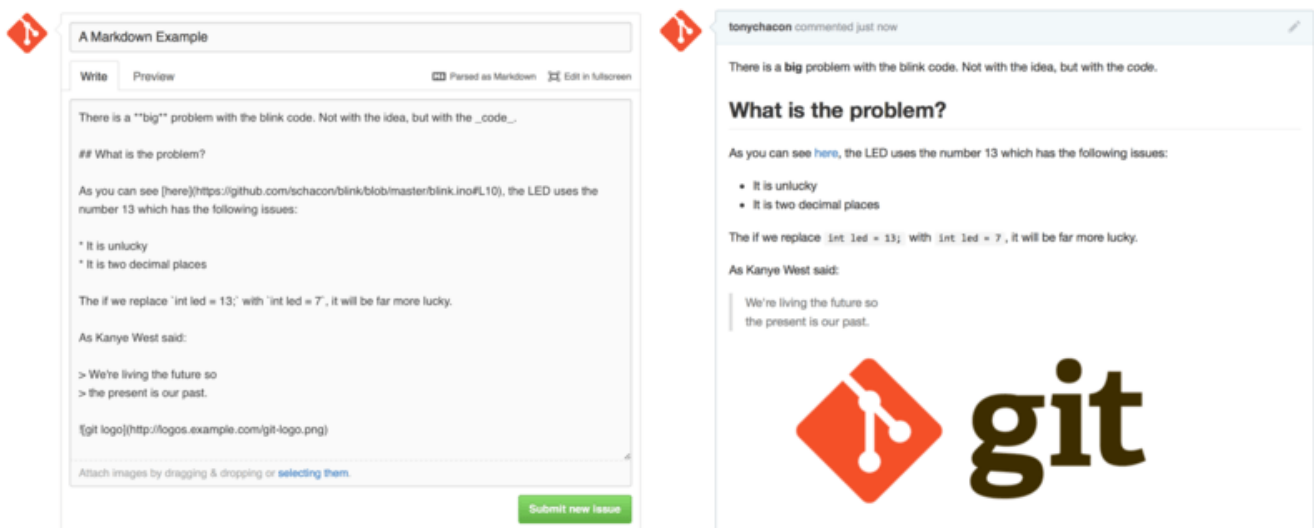 A Markdown Example
Write Preview Parsed as Markdown Edit in fullscreen
There is a **big** problem with the blink code. Not with the idea, but with the _code_.
## What is the problem?
As you can see [here](https://github.com/schacon/blink/blob/master/blink.ino#L10), the LED uses the
number 13 which has the following issues:
* It is unlucky
* It is two decimal places
The if we replace `int led = 13;` with `int led = 7`, it will be far more lucky.
As Kanye West said:
> We're living the future so
> the present is our past.
![git logo](http://logos.example.com/git-logo.png)
Attach images by dragging & dropping or selecting them.
Submit new issue
tonychacon commented just now
There is a big problem with the blink code. Not with the idea, but with the code.
What is the problem?
As you can see here, the LED uses the number 13 which has the following issues:
• It is unlucky
• It is two decimal places
The if we replace int led = 13; with int led = 7 , it will be far more lucky.
As Kanye West said:
We're living the future so
the present is our past.
git